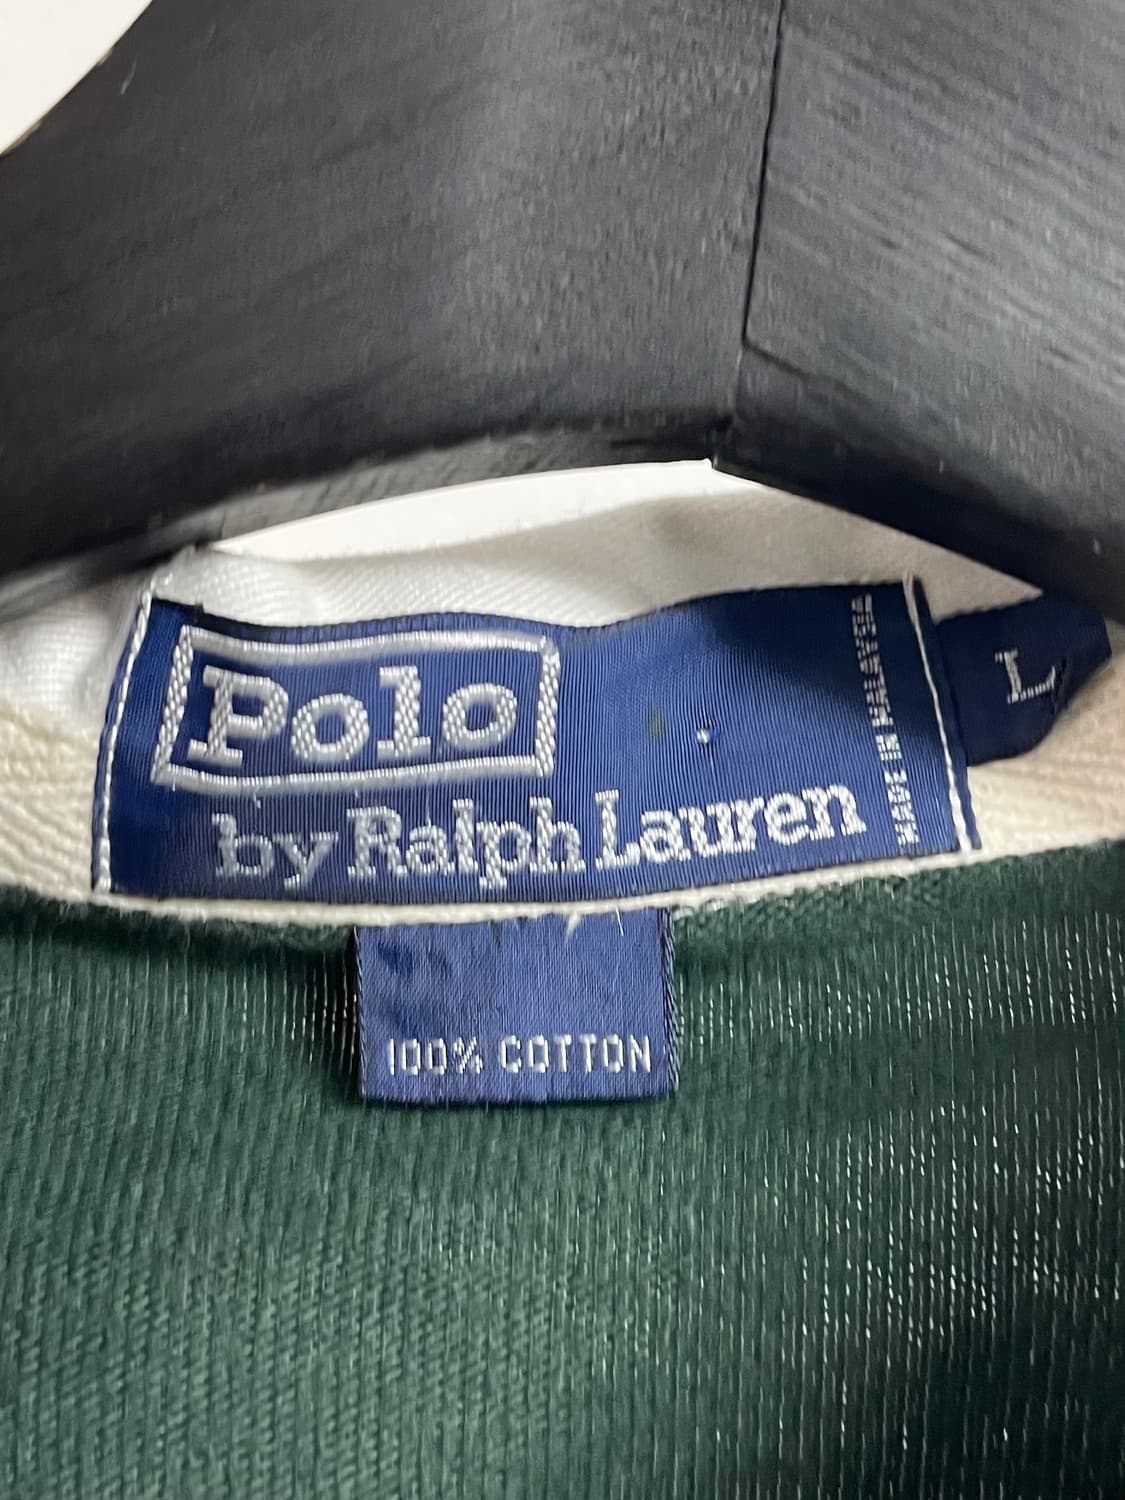 Polo
by Ralph Lauren
MADE IN MALAYSIA
L
100% COTTON